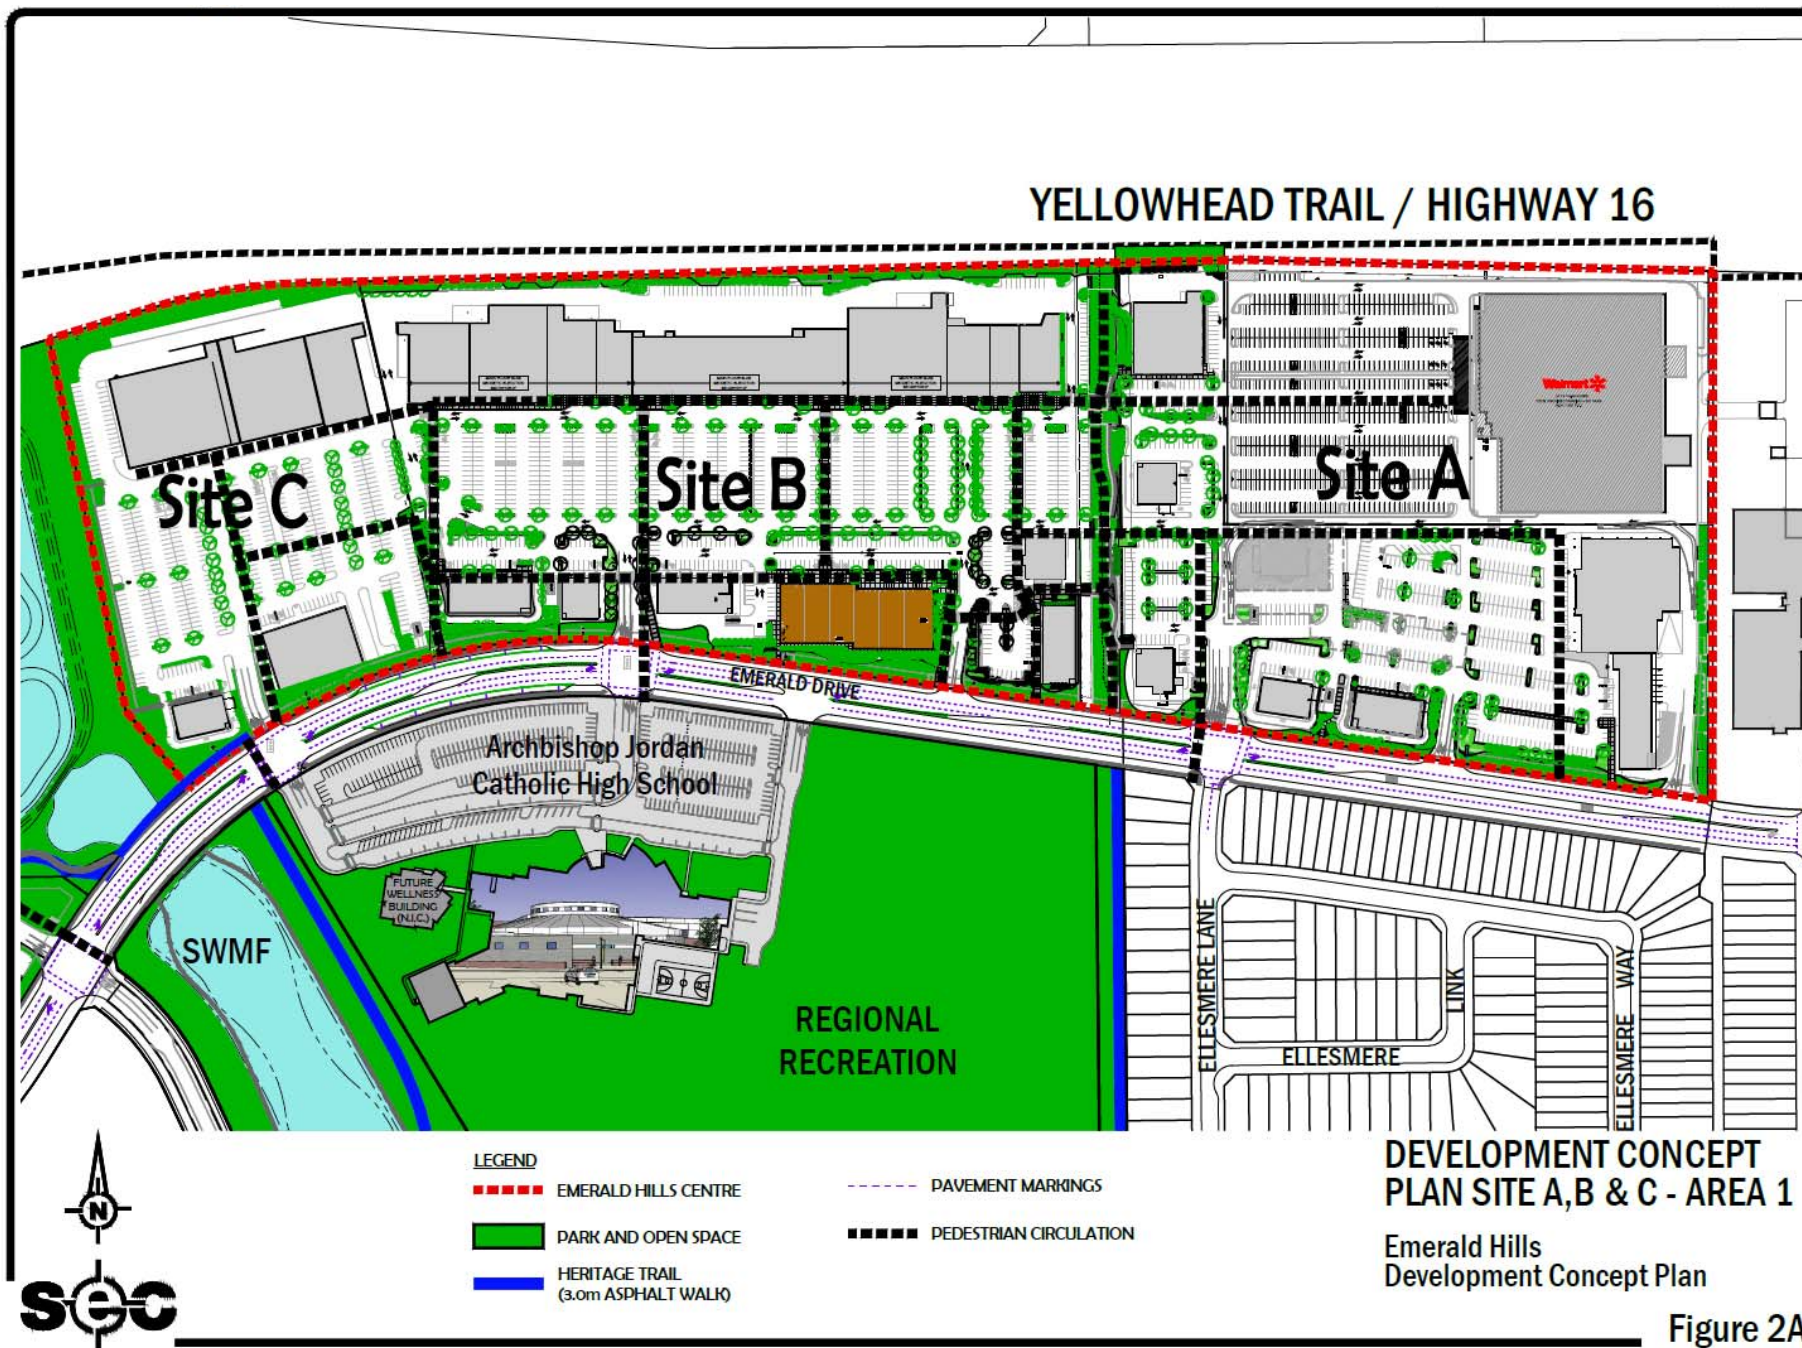 YELLOWHEAD TRAIL / HIGHWAY 16
Walmart
Site C
Site B
Site A
EMERALD DRIVE
Archbishop Jordan
Catholic High School
FUTURE
WELLNESS
BUILDING
(N.I.C.)
SWMF
REGIONAL
RECREATION
ELLESMERE LANE
ELLESMERE
LINK
ELLESMERE WAY
LEGEND
EMERALD HILLS CENTRE
PARK AND OPEN SPACE
HERITAGE TRAIL
(3.0m ASPHALT WALK)
PAVEMENT MARKINGS
PEDESTRIAN CIRCULATION
N
sec
DEVELOPMENT CONCEPT
PLAN SITE A,B & C - AREA 1
Emerald Hills
Development Concept Plan
Figure 2A